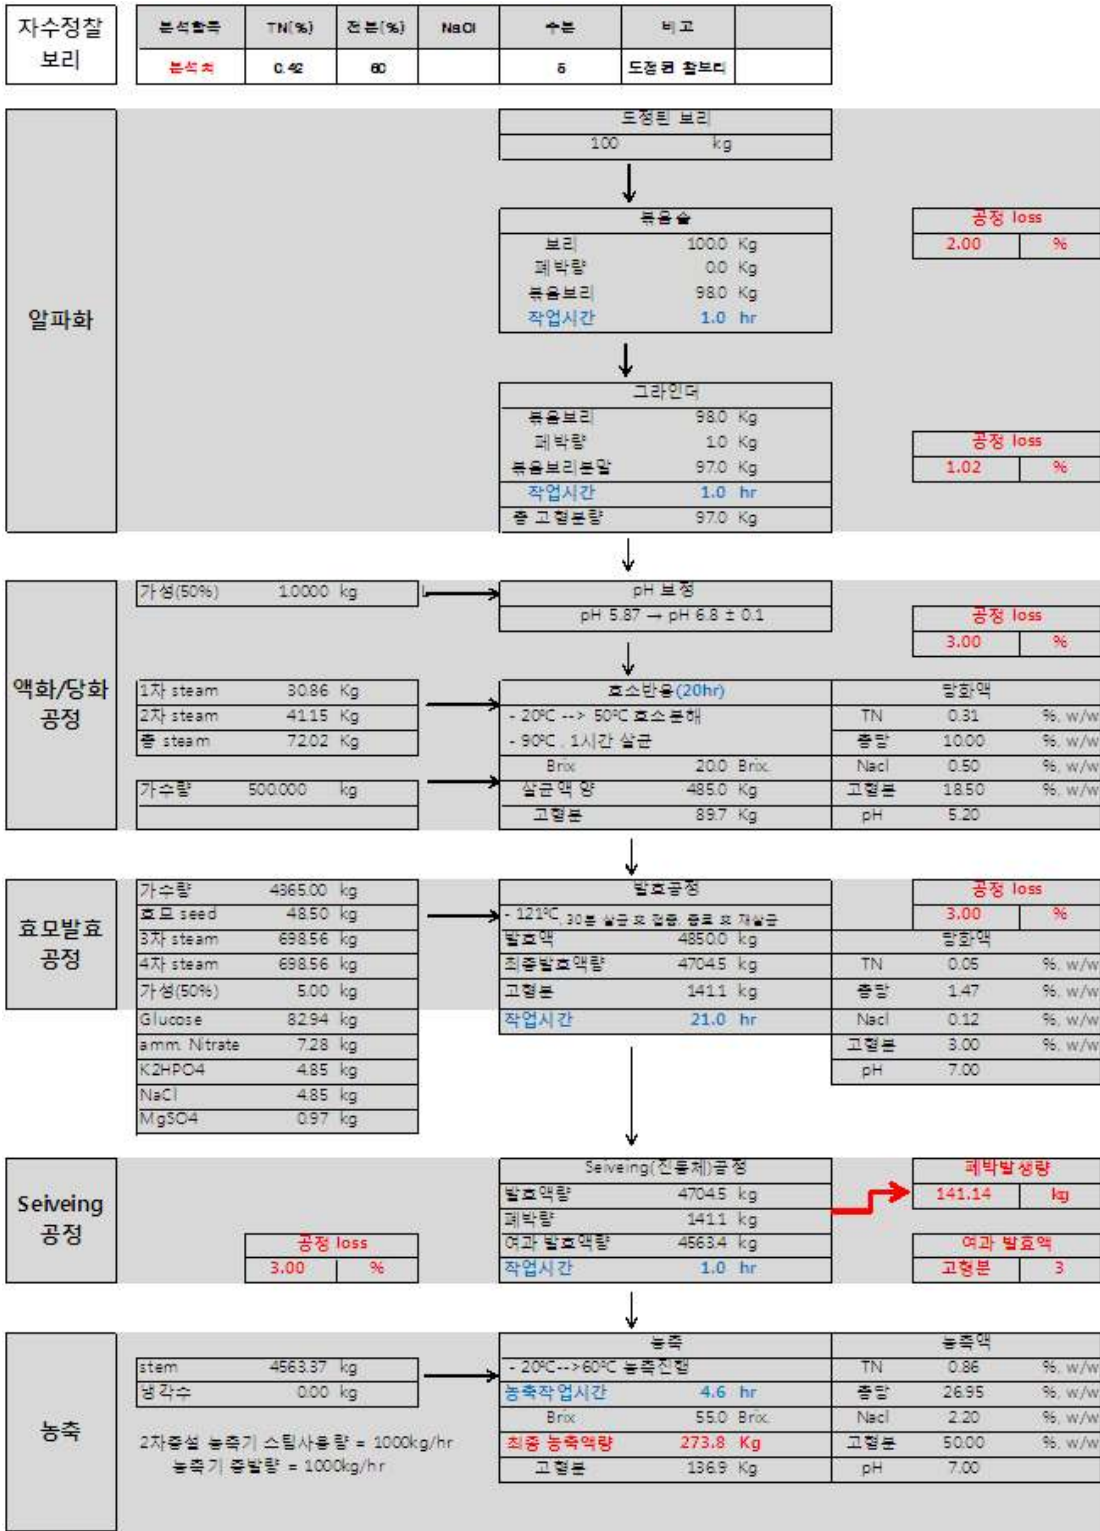 자수정찰
보리
분석항목 TN(%) 전분(%) NaCl 수분 비고
분석치 0.42 60 5 도정된 찰보리
알파화
도정된 보리
100 kg
볶음솥
보리 100.0 Kg
폐박량 0.0 Kg
볶음보리 98.0 Kg
작업시간 1.0 hr
공정 loss
2.00 %
그라인더
볶음보리 98.0 Kg
폐박량 1.0 Kg
볶음보리분말 97.0 Kg
작업시간 1.0 hr
총 고형분량 97.0 Kg
공정 loss
1.02 %
액화/당화
공정
가성(50%) 1.0000 kg
pH 보정
pH 5.87 → pH 6.8 ± 0.1
공정 loss
3.00 %
1차 steam 30.86 Kg
2차 steam 41.15 Kg
총 steam 72.02 Kg
가수량 500.000 kg
효소반응(20hr)
- 20℃ --> 50℃ 효소분해
- 90℃, 1시간 살균
Brix 20.0 Brix.
살균액 양 485.0 Kg
고형분 89.7 Kg
당화액
TN 0.31 %, w/w
총당 10.00 %, w/w
Nacl 0.50 %, w/w
고형분 18.50 %, w/w
pH 5.20
효모발효
공정
가수량 4365.00 kg
효모 seed 48.50 kg
3차 steam 698.56 kg
4차 steam 698.56 kg
가성(50%) 5.00 kg
Glucose 82.94 kg
amm. Nitrate 7.28 kg
K2HPO4 4.85 kg
NaCl 4.85 kg
MgSO4 0.97 kg
발효공정
- 121℃, 30분 살균 후 접종, 종료 후 재살균
발효액 4850.0 kg
최종발효액량 4704.5 kg
고형분 141.1 kg
작업시간 21.0 hr
공정 loss
3.00 %
당화액
TN 0.05 %, w/w
총당 1.47 %, w/w
Nacl 0.12 %, w/w
고형분 3.00 %, w/w
pH 7.00
Seiveing
공정
공정 loss
3.00 %
Seiveing(진동체)공정
발효액량 4704.5 kg
폐박량 141.1 kg
여과 발효액량 4563.4 kg
작업시간 1.0 hr
폐박발생량
141.14 kg
여과 발효액
고형분 3
농축
stem 4563.37 kg
냉각수 0.00 kg
2차증설 농축기 스팀사용량 = 1000kg/hr
농축기 증발량 = 1000kg/hr
농축
- 20℃-->60℃ 농축진행
농축작업시간 4.6 hr
Brix 55.0 Brix.
최종 농축액량 273.8 Kg
고형분 136.9 Kg
농축액
TN 0.86 %, w/w
총당 26.95 %, w/w
Nacl 2.20 %, w/w
고형분 50.00 %, w/w
pH 7.00